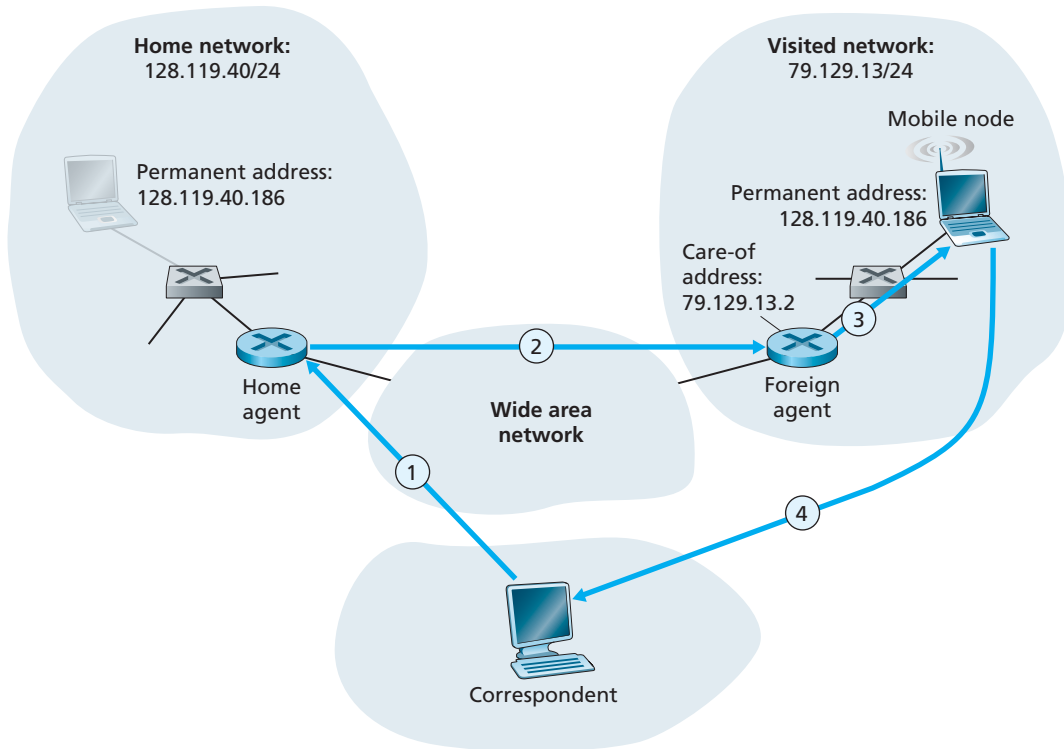 Home network:
128.119.40/24
Visited network:
79.129.13/24
Mobile node
Permanent address:
128.119.40.186
Permanent address:
128.119.40.186
Care-of
address:
79.129.13.2
3
2
Home
agent
Foreign
agent
Wide area
network
1
4
Correspondent